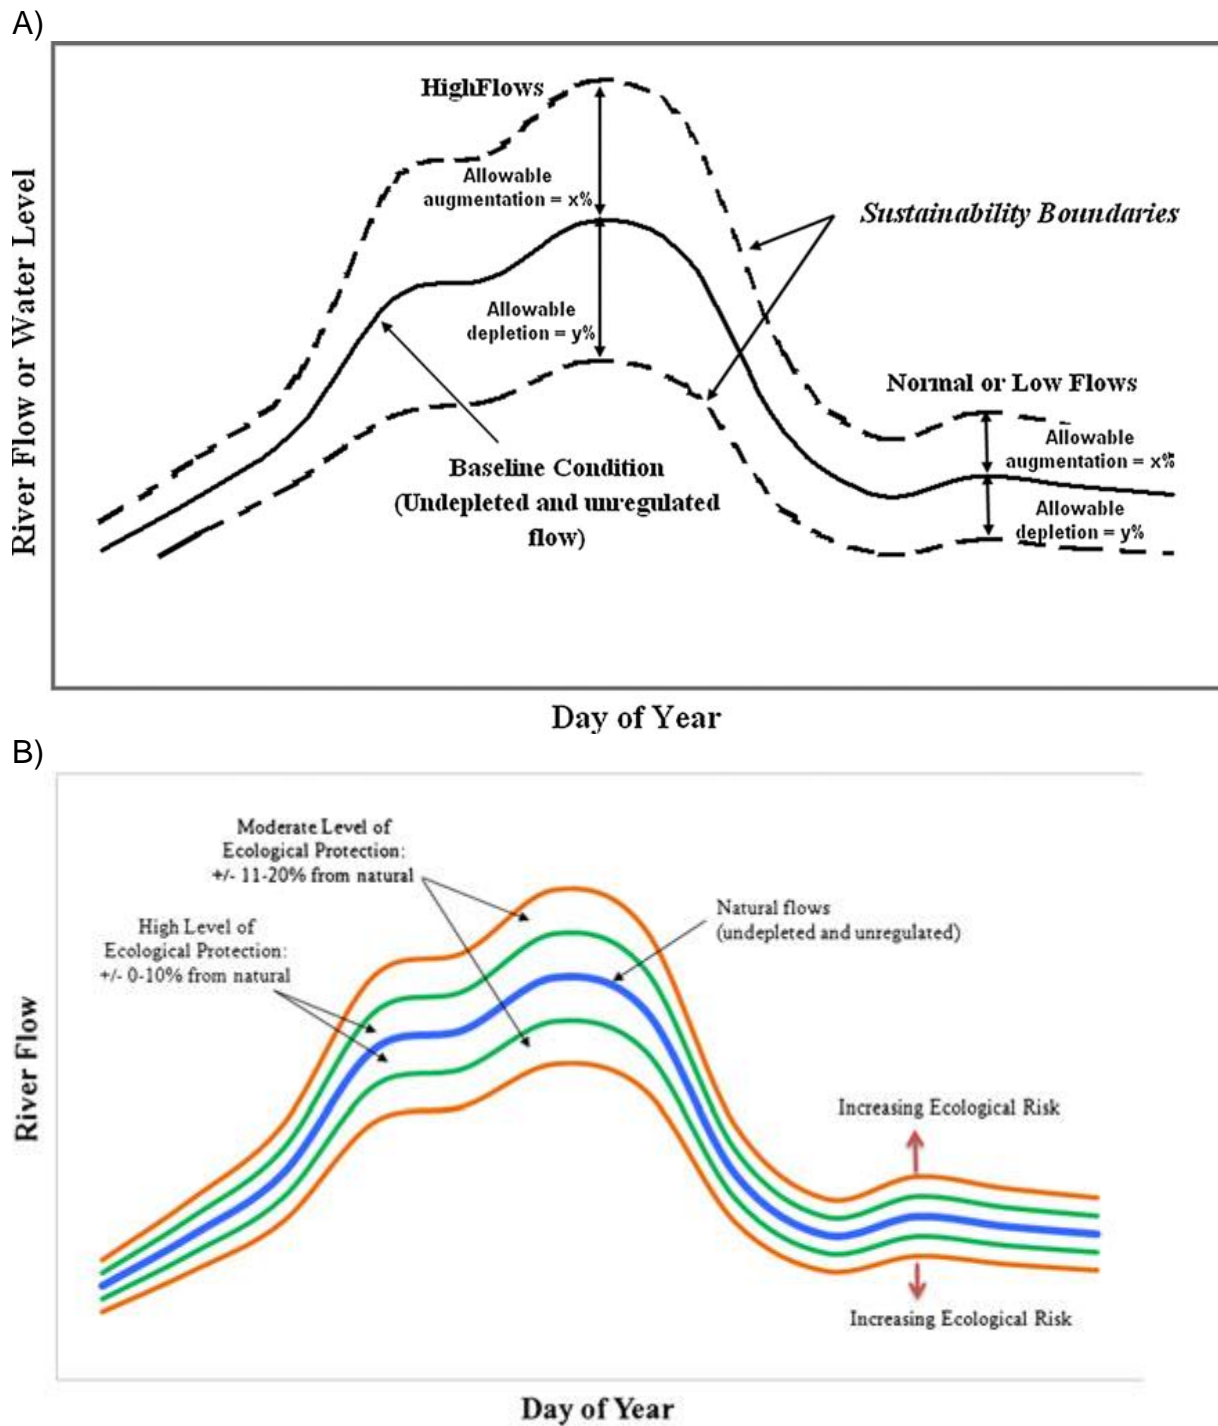 A)
HighFlows
Allowable
augmentation = x%
Sustainability Boundaries
Allowable
depletion = y%
Normal or Low Flows
Allowable
augmentation = x%
Baseline Condition
(Undepleted and unregulated
flow)
Allowable
depletion = y%
River Flow or Water Level
Day of Year
B)
Moderate Level of
Ecological Protection:
+/- 11-20% from natural
High Level of
Ecological Protection:
+/- 0-10% from natural
Natural flows
(undepleted and unregulated)
River Flow
Increasing Ecological Risk
Increasing Ecological Risk
Day of Year